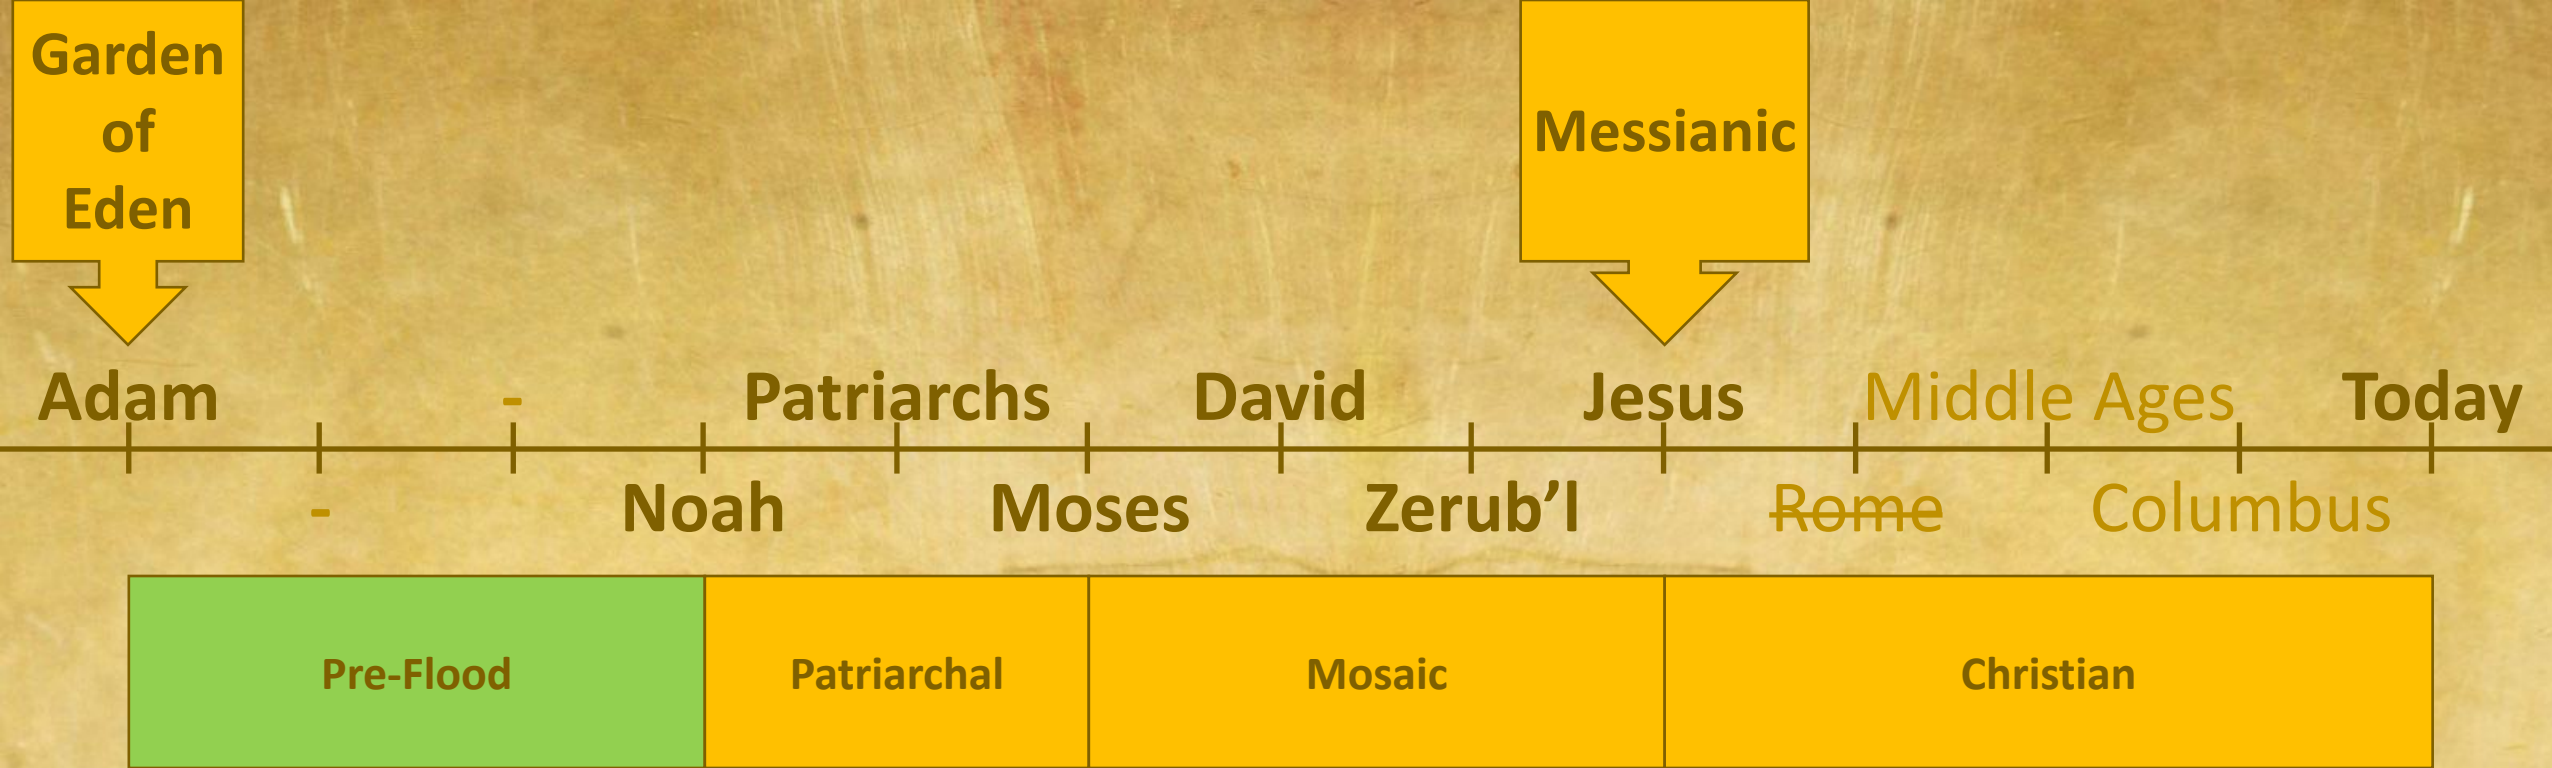 Garden
of
Eden
Messianic
Adam - Patriarchs David Jesus Middle Ages Today
- Noah Moses Zerub’l Rome Columbus
Pre-Flood Patriarchal Mosaic Christian